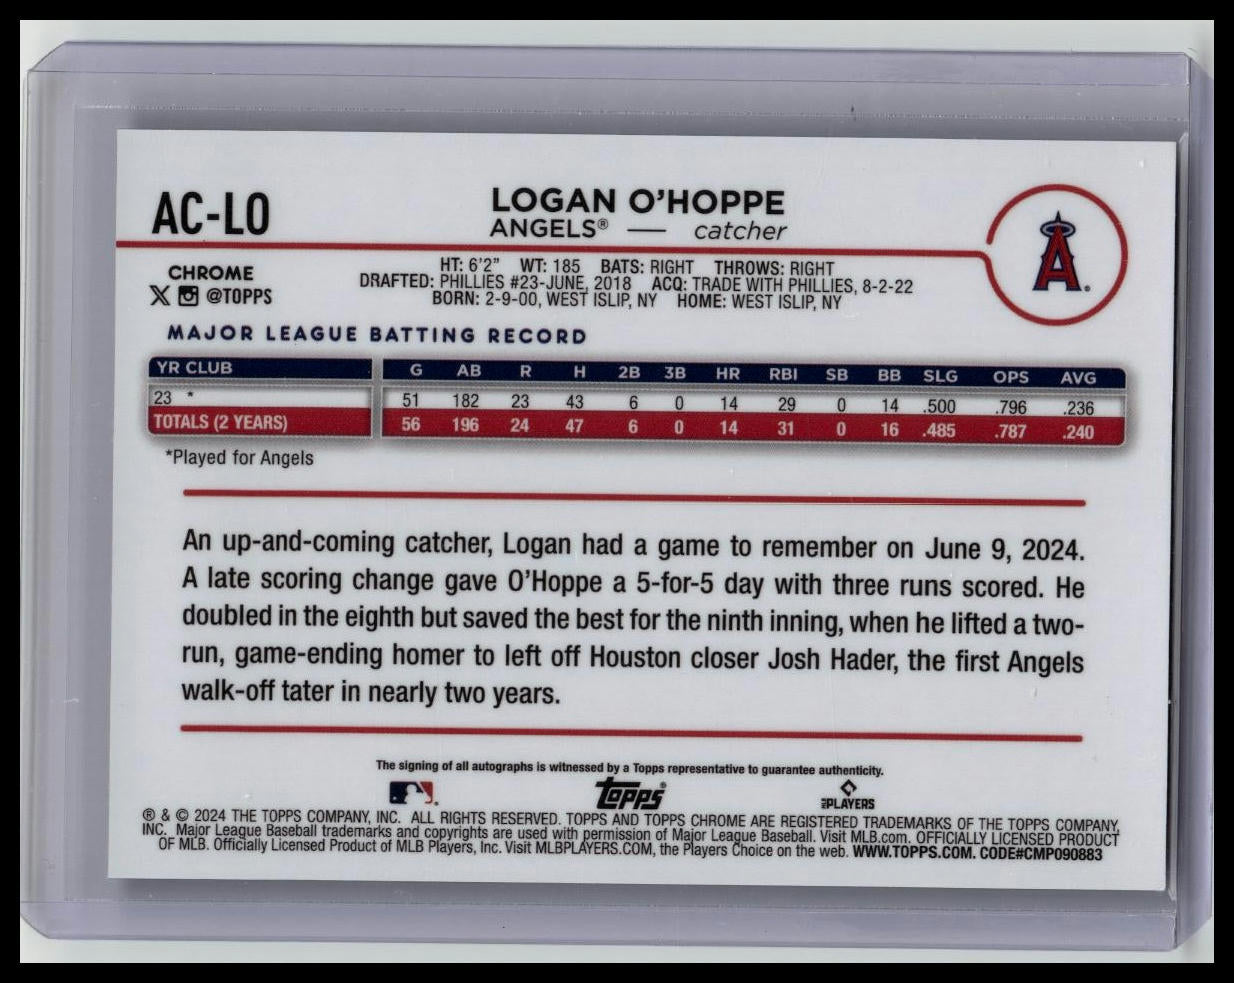 AC-LO
LOGAN O'HOPPE
ANGELS® — catcher
A
CHROME
X @TOPPS
HT: 6'2" WT: 185 BATS: RIGHT THROWS: RIGHT
DRAFTED: PHILLIES #23-JUNE, 2018 ACQ: TRADE WITH PHILLIES, 8-2-22
BORN: 2-9-00, WEST ISLIP, NY HOME: WEST ISLIP, NY
MAJOR LEAGUE BATTING RECORD
YR CLUB G AB R H 2B 3B HR RBI SB BB SLG OPS AVG
23 * 51 182 23 43 6 0 14 29 0 14 .500 .796 .236
TOTALS (2 YEARS) 56 196 24 47 6 0 14 31 0 16 .485 .787 .240
*Played for Angels
An up-and-coming catcher, Logan had a game to remember on June 9, 2024.
A late scoring change gave O'Hoppe a 5-for-5 day with three runs scored. He
doubled in the eighth but saved the best for the ninth inning, when he lifted a two-
run, game-ending homer to left off Houston closer Josh Hader, the first Angels
walk-off tater in nearly two years.
The signing of all autographs is witnessed by a Topps representative to guarantee authenticity.
Topps®
MLBPLAYERS
® & © 2024 THE TOPPS COMPANY, INC. ALL RIGHTS RESERVED. TOPPS AND TOPPS CHROME ARE REGISTERED TRADEMARKS OF THE TOPPS COMPANY,
INC. Major League Baseball trademarks and copyrights are used with permission of Major League Baseball. Visit MLB.com. OFFICIALLY LICENSED PRODUCT
OF MLB. Officially Licensed Product of MLB Players, Inc. Visit MLBPLAYERS.COM, the Players Choice on the web. WWW.TOPPS.COM. CODE#CMP090883